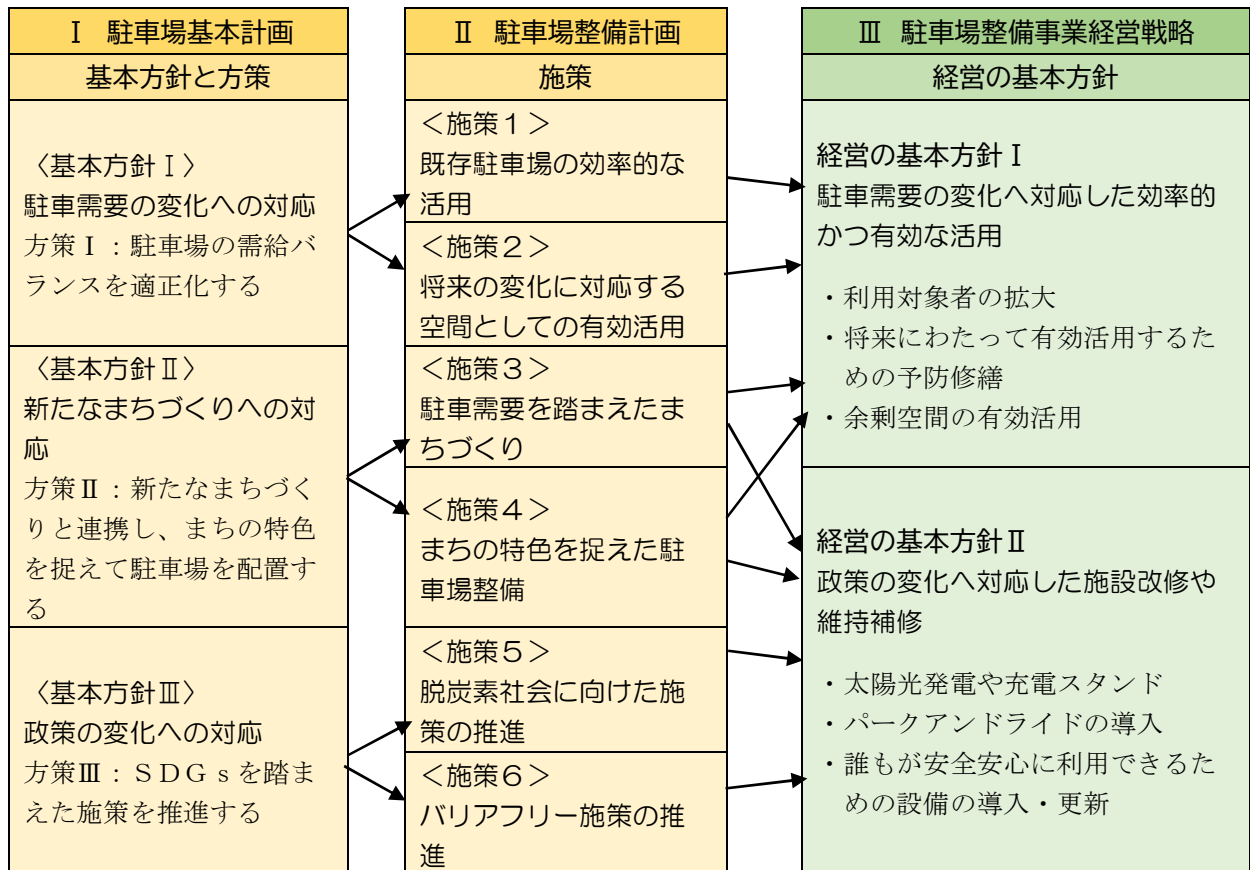 Ⅰ 駐車場基本計画
基本方針と方策
〈基本方針Ⅰ〉
駐車需要の変化への対応
方策Ⅰ：駐車場の需給バ
ランスを適正化する
〈基本方針Ⅱ〉
新たなまちづくりへの対
応
方策Ⅱ：新たなまちづく
りと連携し、まちの特色
を捉えて駐車場を配置す
る
〈基本方針Ⅲ〉
政策の変化への対応
方策Ⅲ：ＳＤＧｓを踏ま
えた施策を推進する
Ⅱ 駐車場整備計画
施策
＜施策１＞
既存駐車場の効率的な
活用
＜施策２＞
将来の変化に対応する
空間としての有効活用
＜施策３＞
駐車需要を踏まえたま
ちづくり
＜施策４＞
まちの特色を捉えた駐
車場整備
＜施策５＞
脱炭素社会に向けた施
策の推進
＜施策６＞
バリアフリー施策の推
進
Ⅲ 駐車場整備事業経営戦略
経営の基本方針
経営の基本方針Ⅰ
駐車需要の変化へ対応した効率的
かつ有効な活用
・利用対象者の拡大
・将来にわたって有効活用するた
めの予防修繕
・余剰空間の有効活用
経営の基本方針Ⅱ
政策の変化へ対応した施設改修や
維持補修
・太陽光発電や充電スタンド
・パークアンドライドの導入
・誰もが安全安心に利用できるた
めの設備の導入・更新